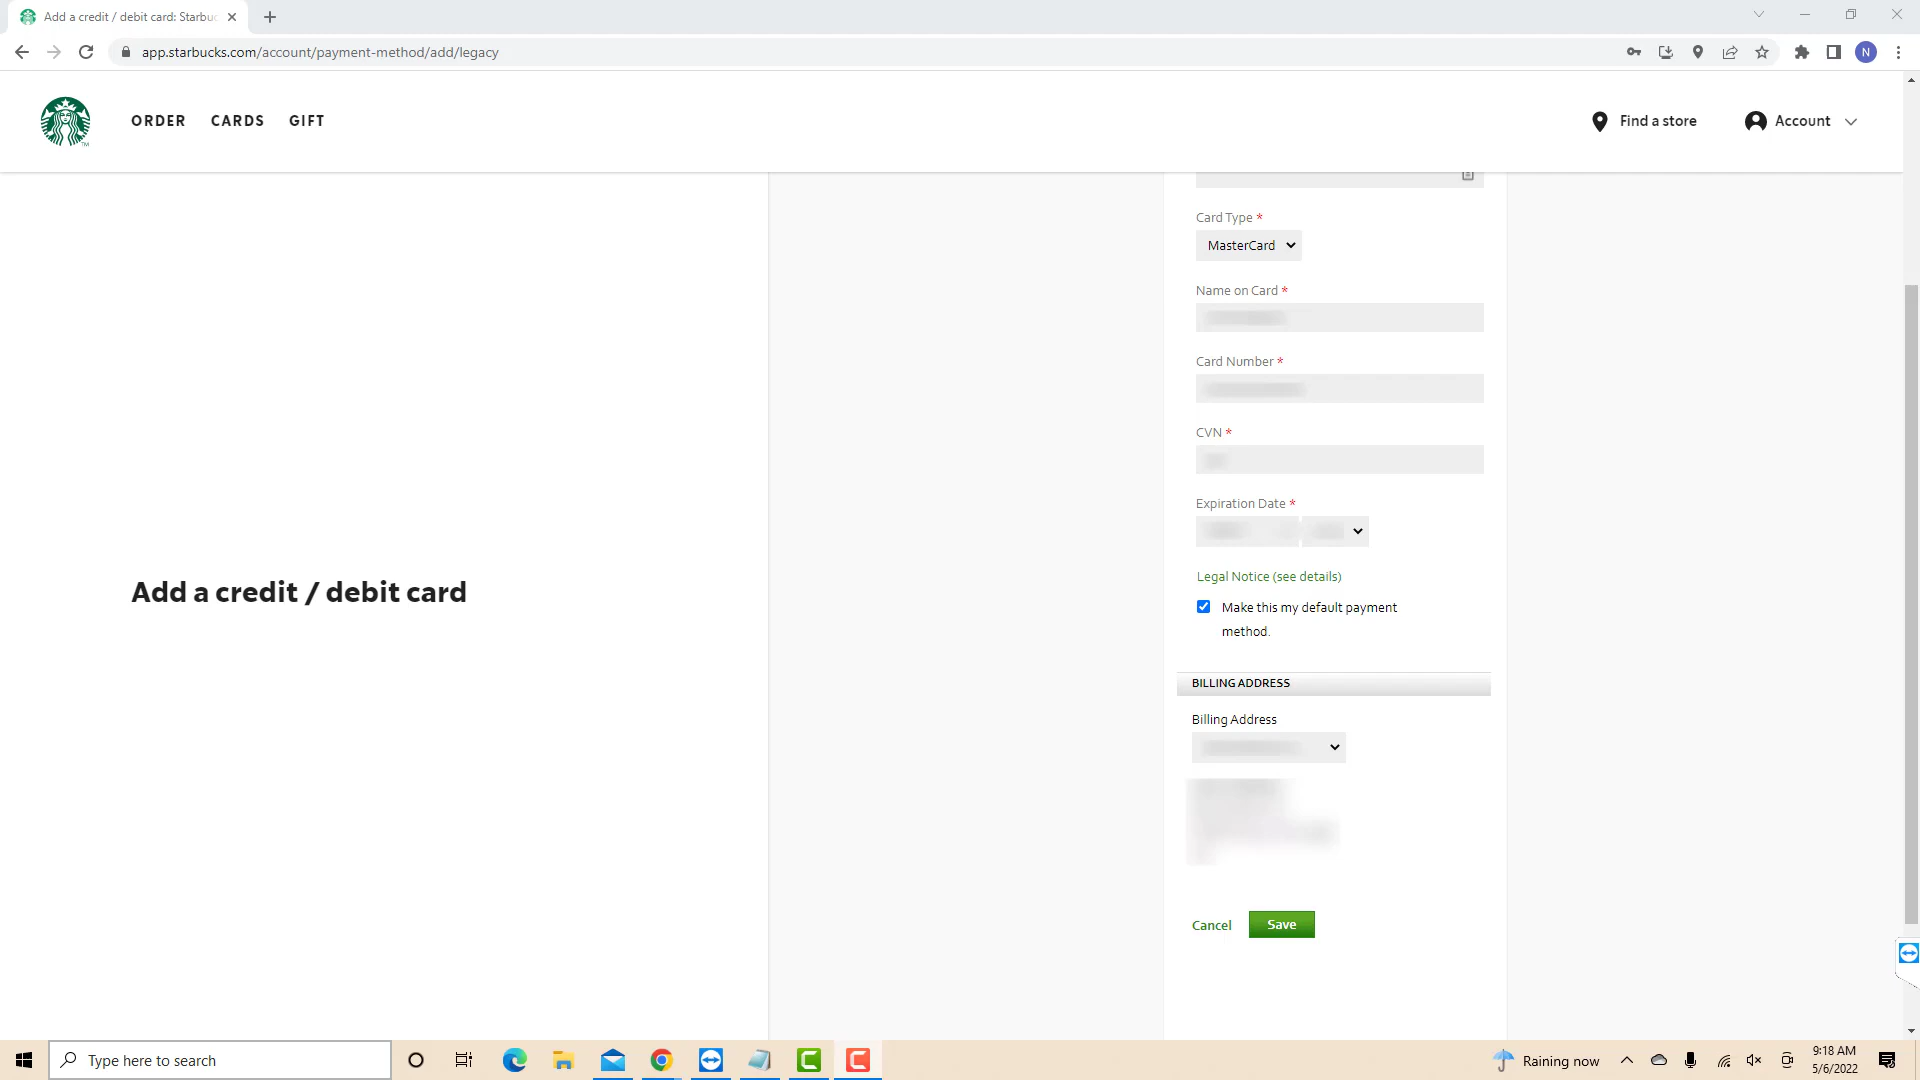 Add a credit / debit card: Starbuc
app.starbucks.com/account/payment-method/add/legacy
N
ORDER CARDS GIFT
Find a store
Account
TM
Card Type *
MasterCard
Name on Card *
Card Number *
CVN *
Expiration Date *
Legal Notice (see details)
Make this my default payment
method.
Add a credit / debit card
BILLING ADDRESS
Billing Address
Cancel
Save
Type here to search
Raining now
9:18 AM
5/6/2022